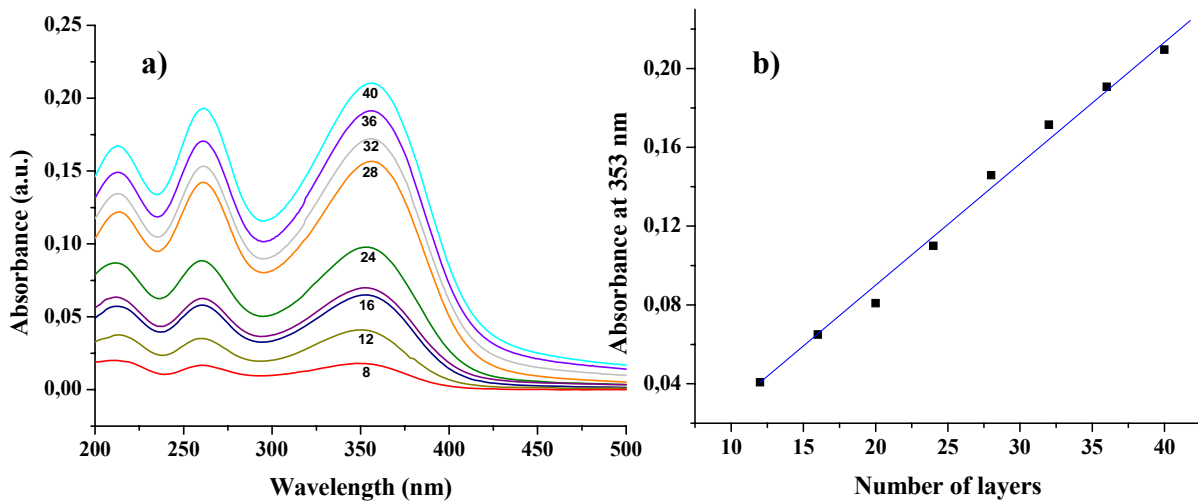 a)
0,25
0,20
0,15
0,10
0,05
0,00
Absorbance (a.u.)
40
36
32
28
24
16
12
8
200 250 300 350 400 450 500
Wavelength (nm)
b)
0,20
0,16
0,12
0,08
0,04
Absorbance at 353 nm
10 15 20 25 30 35 40
Number of layers